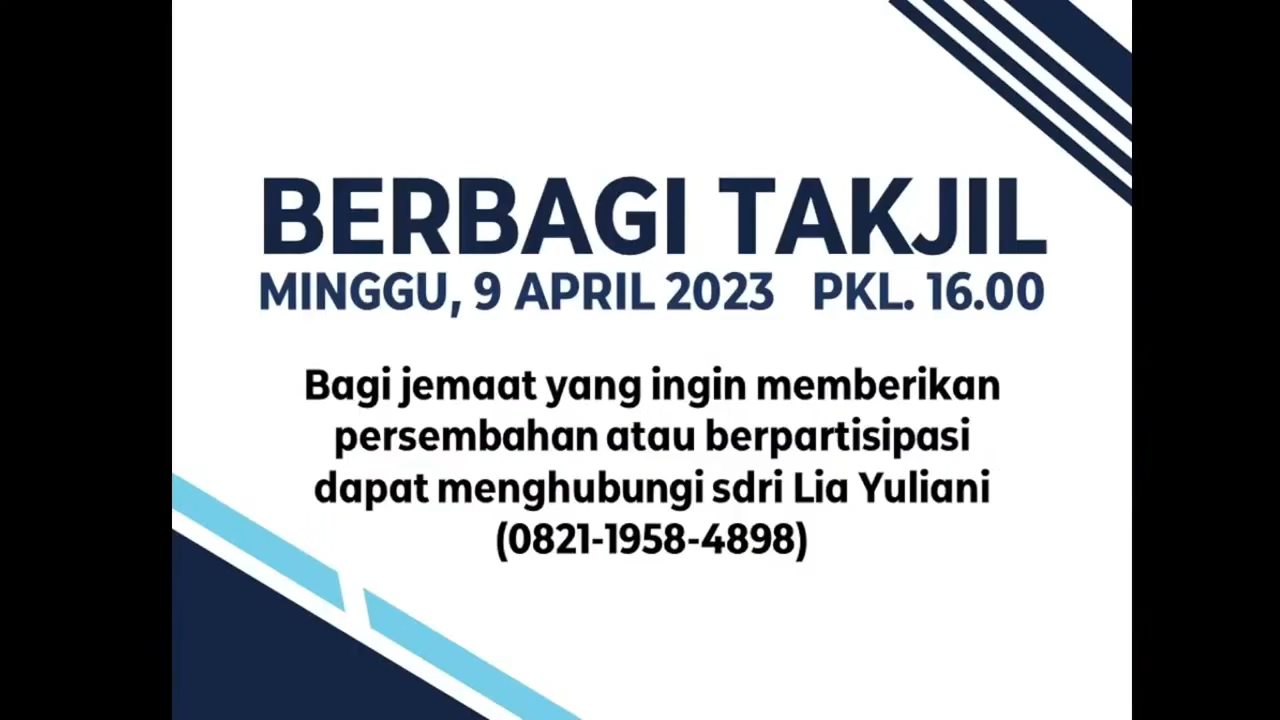 BERBAGI TAKJIL
MINGGU, 9 APRIL 2023 PKL. 16.00
Bagi jemaat yang ingin memberikan
persembahan atau berpartisipasi
dapat menghubungi sdri Lia Yuliani
(0821-1958-4898)